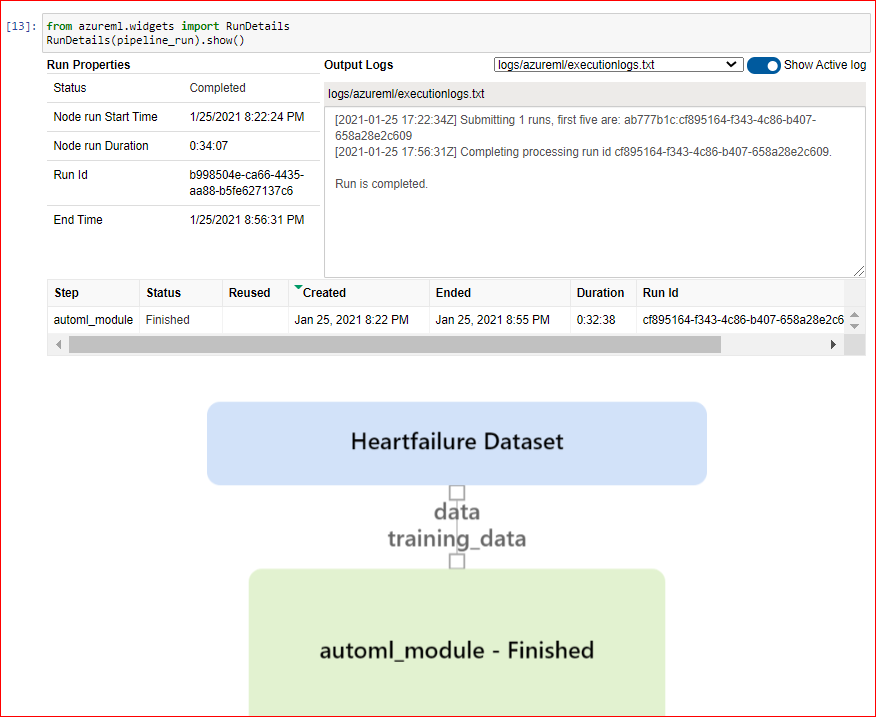 [13]: from azureml.widgets import RunDetails
RunDetails(pipeline_run).show()
Run Properties
Status Completed
Node run Start Time 1/25/2021 8:22:24 PM
Node run Duration 0:34:07
Run Id b998504e-ca66-4435-
aa88-b5fe627137c6
End Time 1/25/2021 8:56:31 PM
Output Logs logs/azureml/executionlogs.txt Show Active log
logs/azureml/executionlogs.txt
[2021-01-25 17:22:34Z] Submitting 1 runs, first five are: ab777b1c:cf895164-f343-4c86-b407-
658a28e2c609
[2021-01-25 17:56:31Z] Completing processing run id cf895164-f343-4c86-b407-658a28e2c609.
Run is completed.
Step Status Reused Created Ended Duration Run Id
automl_module Finished Jan 25, 2021 8:22 PM Jan 25, 2021 8:55 PM 0:32:38 cf895164-f343-4c86-b407-658a28e2c6
Heartfailure Dataset
data
training_data
automl_module - Finished